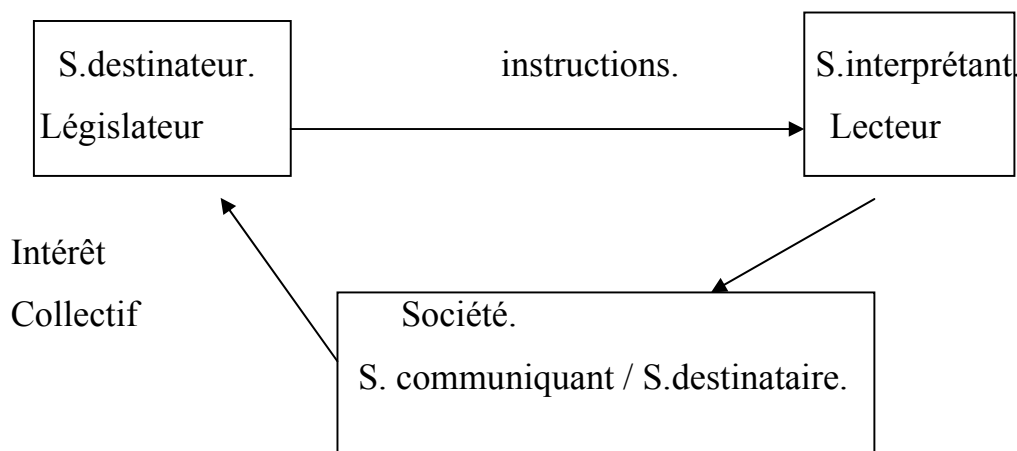 S.destinateur.
Législateur
instructions.
S.interprétant.
Lecteur
Intérêt
Collectif
Société.
S. communiquant / S.destinataire.